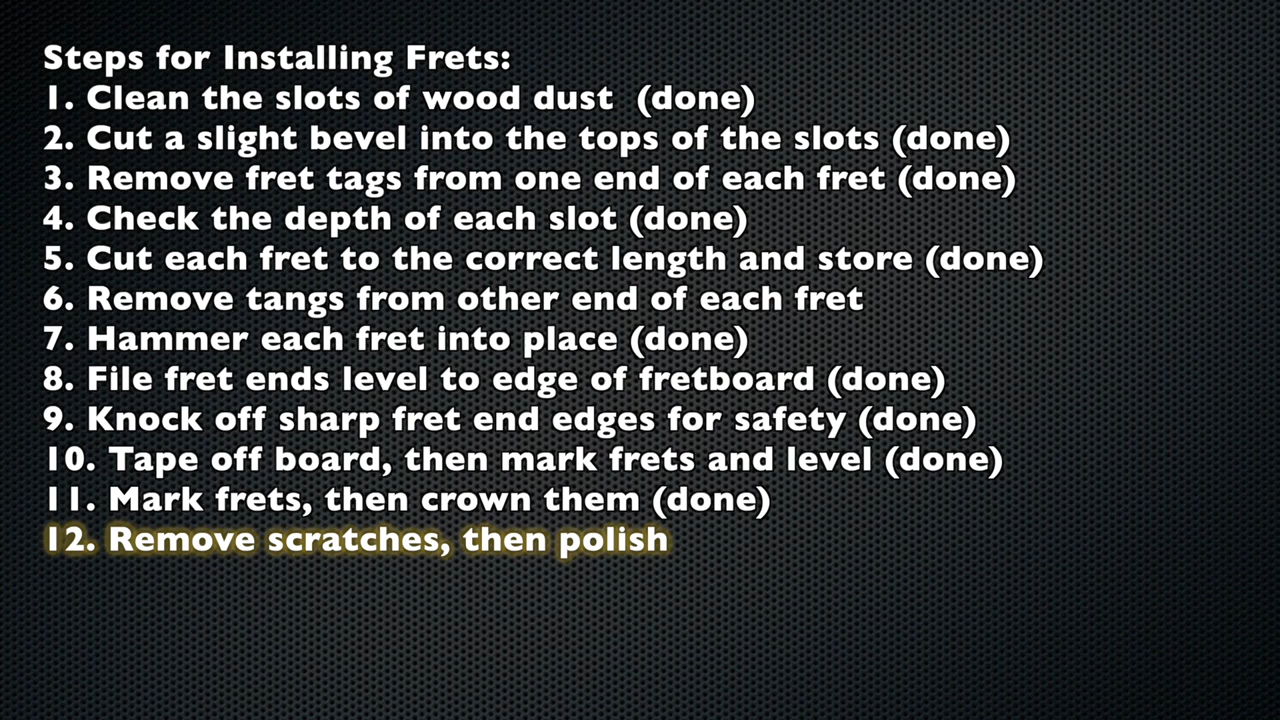 Steps for Installing Frets:
1. Clean the slots of wood dust  (done)
2. Cut a slight bevel into the tops of the slots (done)
3. Remove fret tags from one end of each fret (done)
4. Check the depth of each slot (done)
5. Cut each fret to the correct length and store (done)
6. Remove tangs from other end of each fret
7. Hammer each fret into place (done)
8. File fret ends level to edge of fretboard (done)
9. Knock off sharp fret end edges for safety (done)
10. Tape off board, then mark frets and level (done)
11. Mark frets, then crown them (done)
12. Remove scratches, then polish